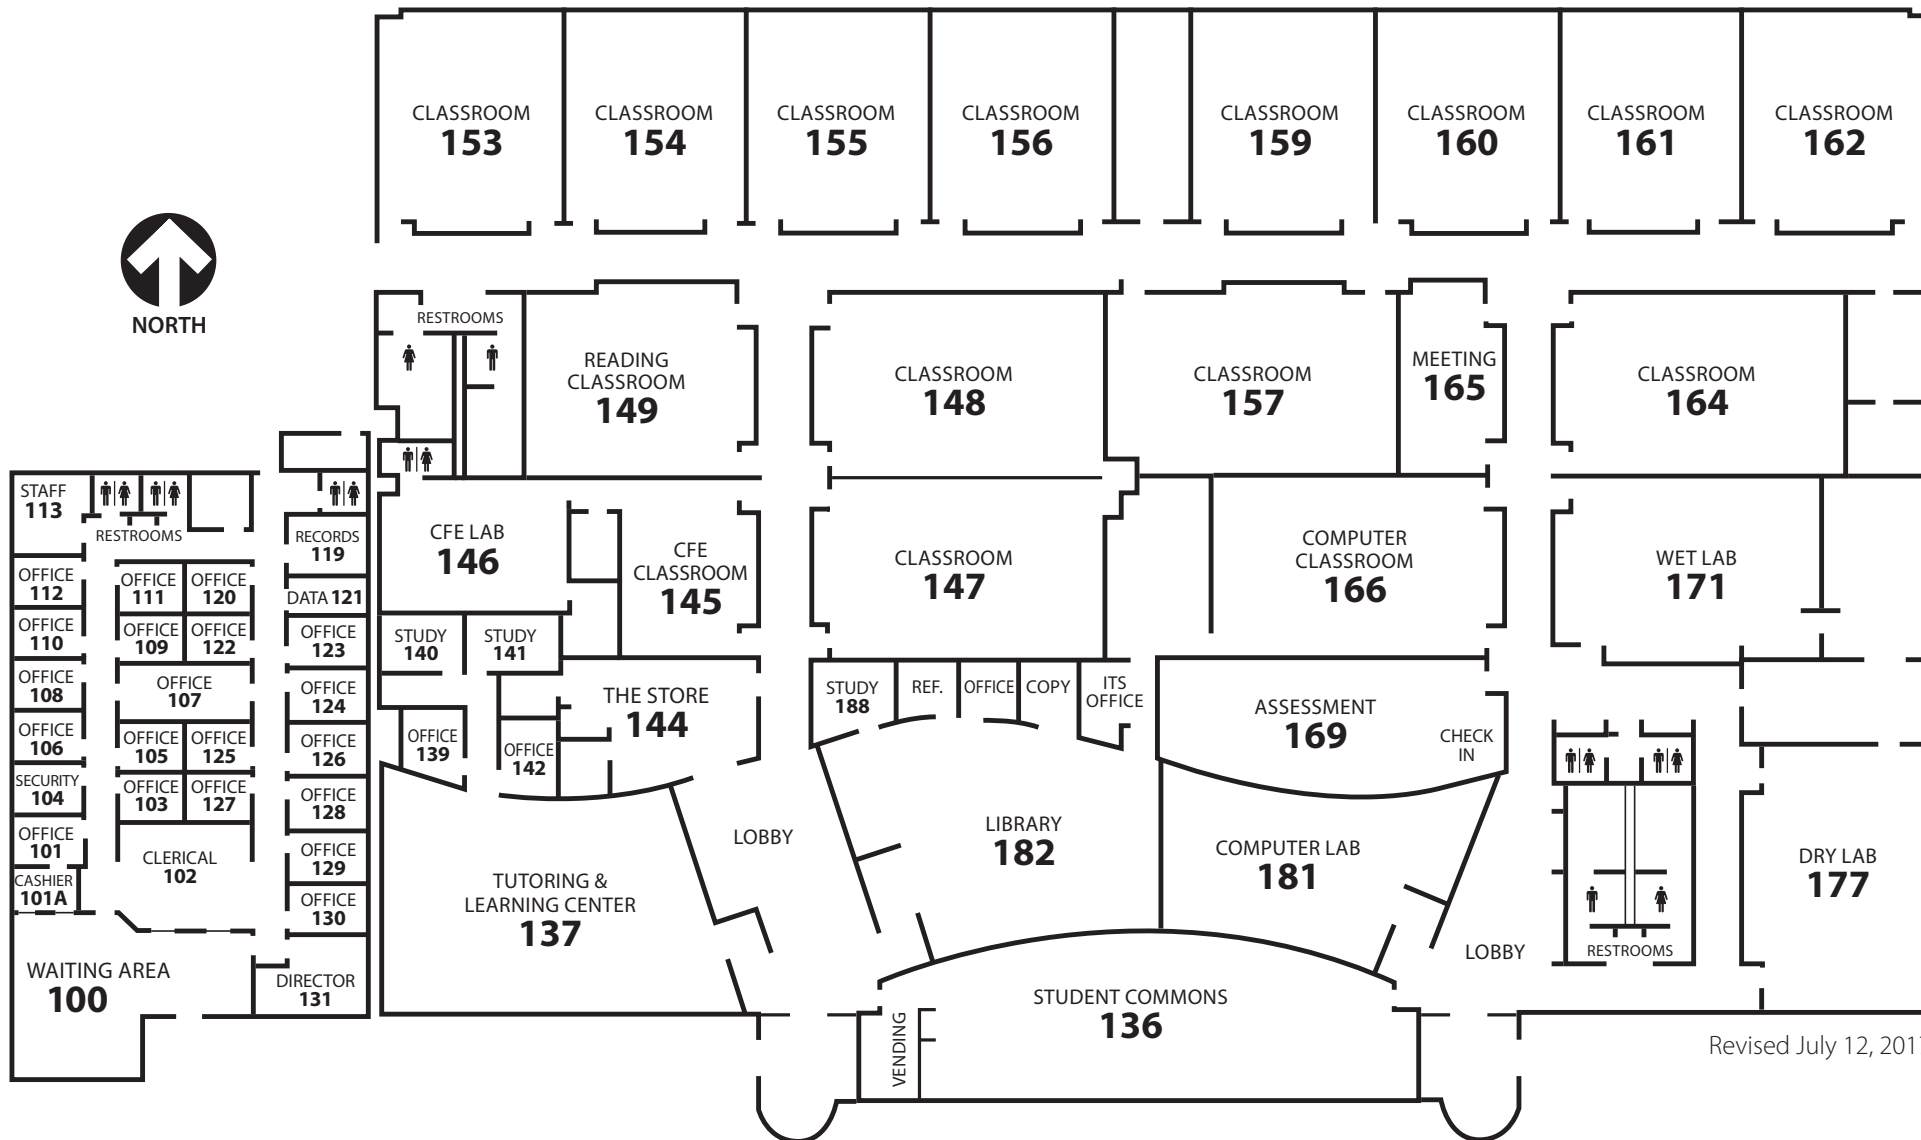 CLASSROOM
153
CLASSROOM
154
CLASSROOM
155
CLASSROOM
156
CLASSROOM
159
CLASSROOM
160
CLASSROOM
161
CLASSROOM
162
NORTH
RESTROOMS
READING
CLASSROOM
149
CLASSROOM
148
CLASSROOM
157
MEETING
165
CLASSROOM
164
STAFF
113
RESTROOMS
RECORDS
119
CFE LAB
146
CFE
CLASSROOM
145
CLASSROOM
147
COMPUTER
CLASSROOM
166
WET LAB
171
OFFICE
112
OFFICE
111
OFFICE
120
DATA 121
OFFICE
110
OFFICE
109
OFFICE
122
OFFICE
123
STUDY
140
STUDY
141
OFFICE
108
OFFICE
107
OFFICE
124
THE STORE
144
STUDY
188
REF.
OFFICE
COPY
ITS
OFFICE
ASSESSMENT
169
CHECK
IN
OFFICE
106
OFFICE
105
OFFICE
125
OFFICE
126
OFFICE
139
OFFICE
142
SECURITY
104
OFFICE
103
OFFICE
127
OFFICE
128
OFFICE
101
CLERICAL
102
OFFICE
129
LOBBY
LIBRARY
182
COMPUTER LAB
181
DRY LAB
177
CASHIER
101A
OFFICE
130
TUTORING &
LEARNING CENTER
137
LOBBY
RESTROOMS
WAITING AREA
100
DIRECTOR
131
STUDENT COMMONS
136
VENDING
Revised July 12, 201